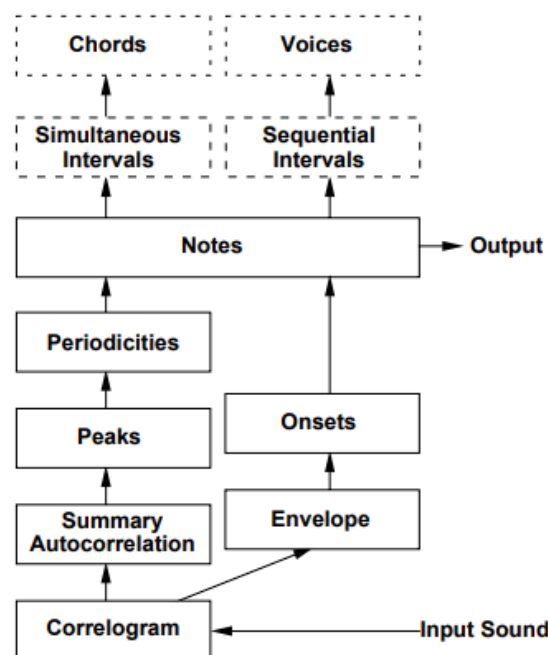 Chords
Voices
Simultaneous
Intervals
Sequential
Intervals
Notes
Output
Periodicities
Peaks
Onsets
Summary
Autocorrelation
Envelope
Correlogram
Input Sound